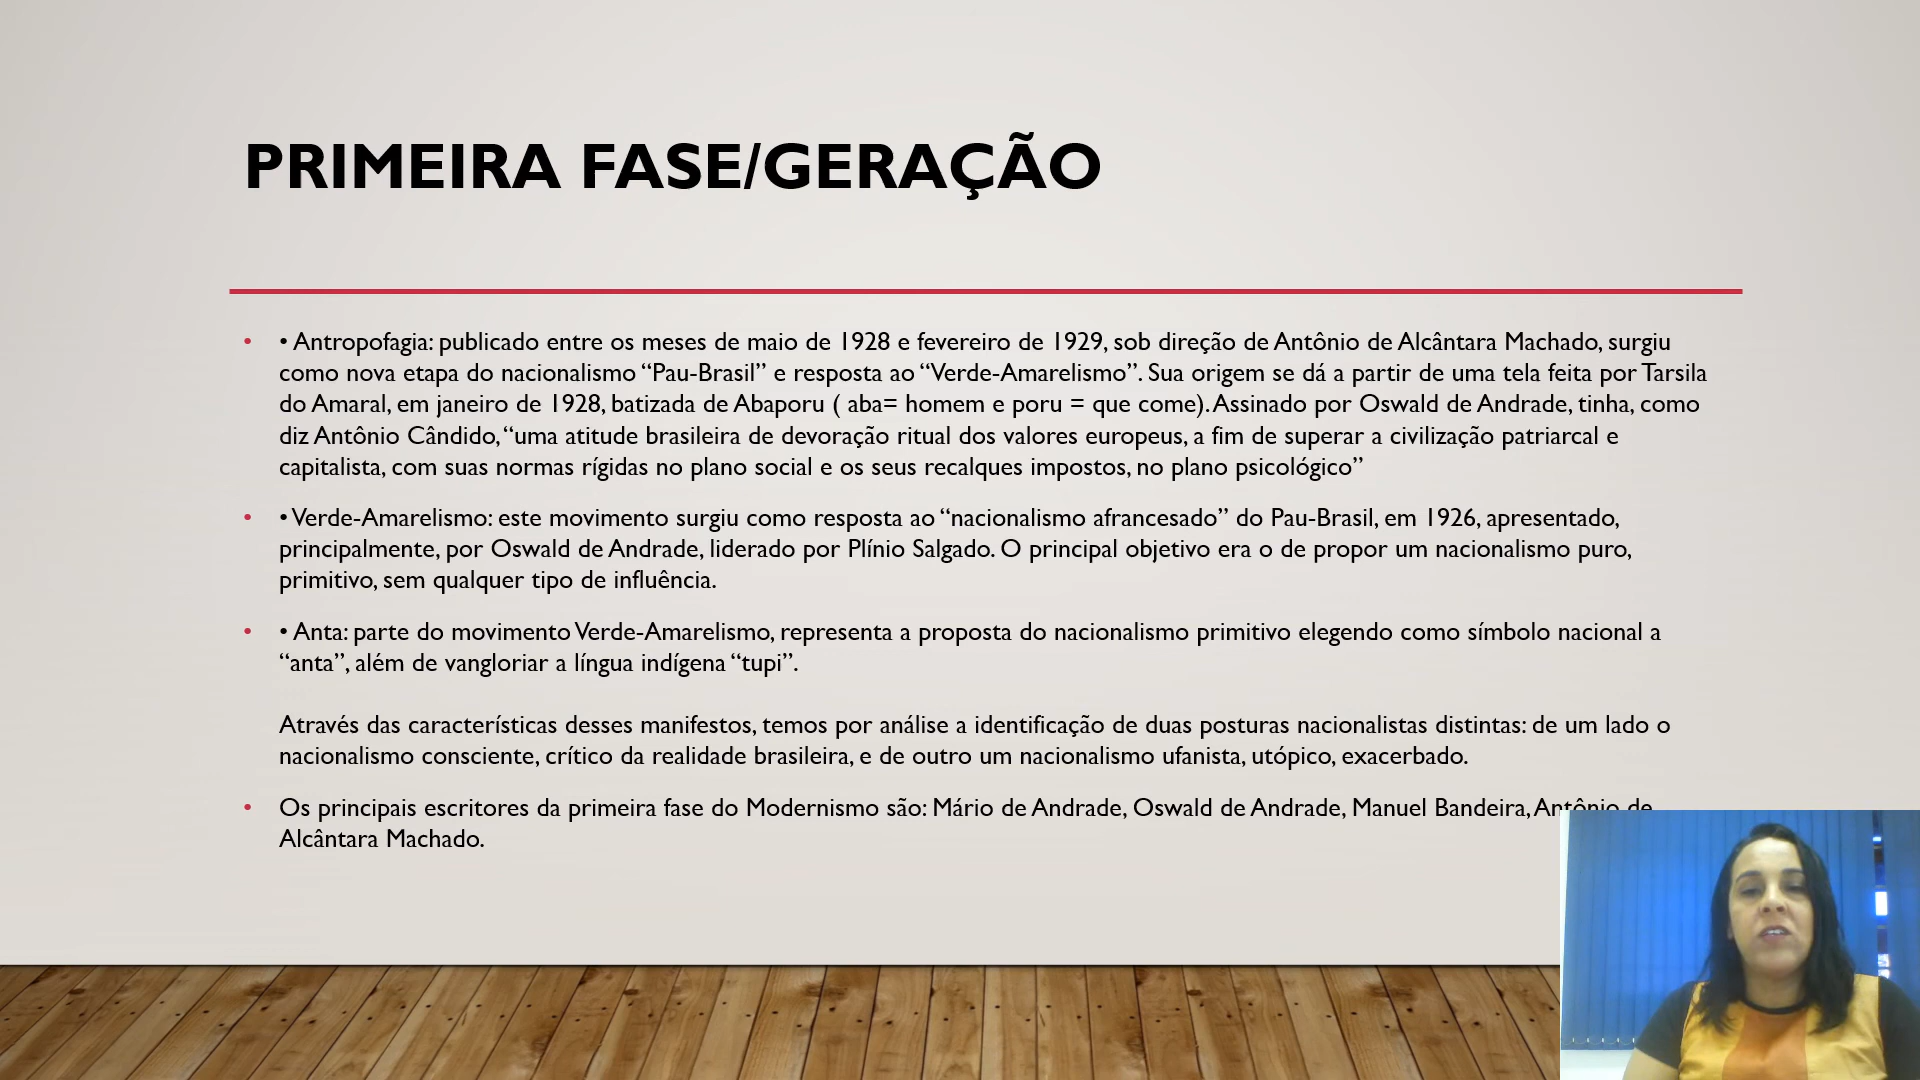 PRIMEIRA FASE/GERAÇÃO
• • Antropofagia: publicado entre os meses de maio de 1928 e fevereiro de 1929, sob direção de Antônio de Alcântara Machado, surgiu
como nova etapa do nacionalismo “Pau-Brasil” e resposta ao “Verde-Amarelismo”. Sua origem se dá a partir de uma tela feita por Tarsila
do Amaral, em janeiro de 1928, batizada de Abaporu ( aba= homem e poru = que come). Assinado por Oswald de Andrade, tinha, como
diz Antônio Cândido, “uma atitude brasileira de devoração ritual dos valores europeus, a fim de superar a civilização patriarcal e
capitalista, com suas normas rígidas no plano social e os seus recalques impostos, no plano psicológico”
• • Verde-Amarelismo: este movimento surgiu como resposta ao “nacionalismo afrancesado” do Pau-Brasil, em 1926, apresentado,
principalmente, por Oswald de Andrade, liderado por Plínio Salgado. O principal objetivo era o de propor um nacionalismo puro,
primitivo, sem qualquer tipo de influência.
• • Anta: parte do movimento Verde-Amarelismo, representa a proposta do nacionalismo primitivo elegendo como símbolo nacional a
“anta”, além de vangloriar a língua indígena “tupi”.
Através das características desses manifestos, temos por análise a identificação de duas posturas nacionalistas distintas: de um lado o
nacionalismo consciente, crítico da realidade brasileira, e de outro um nacionalismo ufanista, utópico, exacerbado.
• Os principais escritores da primeira fase do Modernismo são: Mário de Andrade, Oswald de Andrade, Manuel Bandeira, Antônio de
Alcântara Machado.